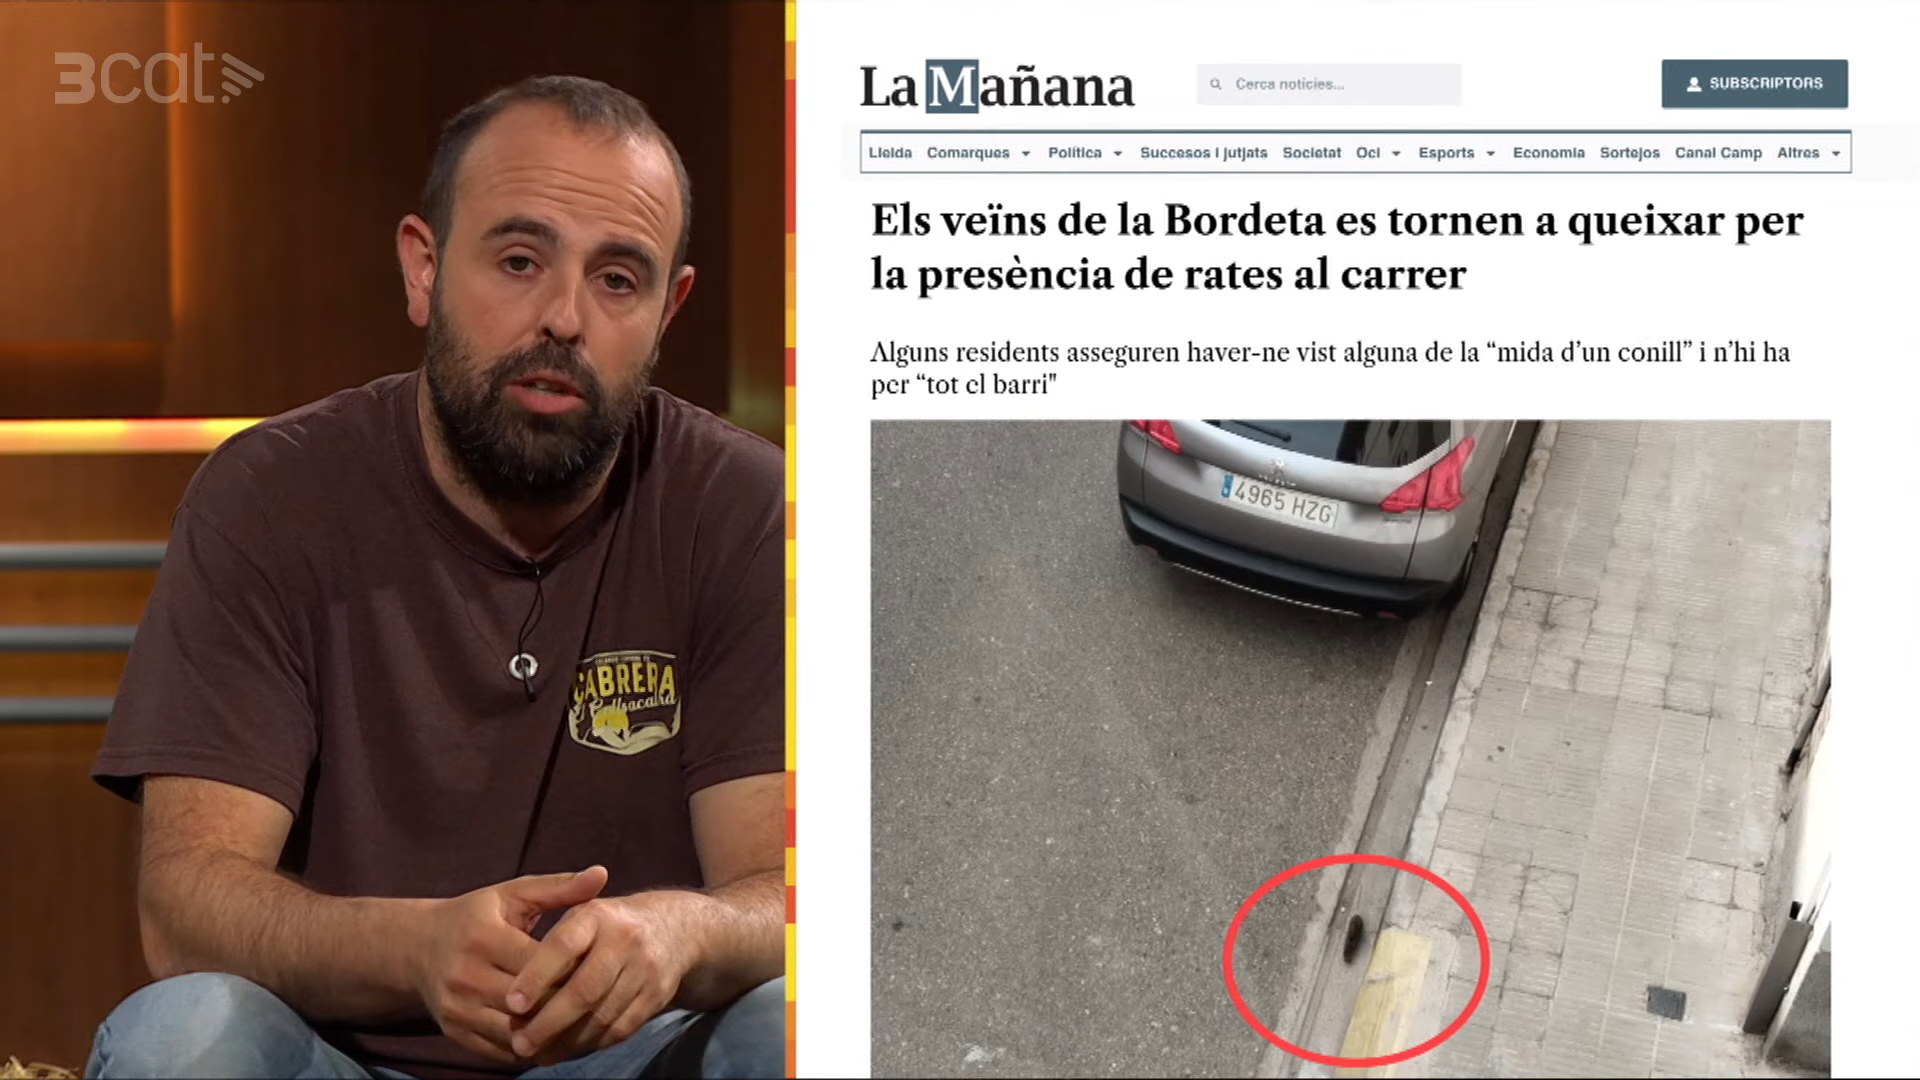 3cat
CABRERA
La Mañana
Cerca notícies...
SUBSCRIPTORS
Lleida Comarques Política Successos i jutjats Societat Oci Esports Economia Sortejos Canal Camp Altres
Els veïns de la Bordeta es tornen a queixar per
la presència de rates al carrer
Alguns residents asseguren haver-ne vist alguna de la “mida d’un conill” i n’hi ha
per “tot el barri"
4965 HZG